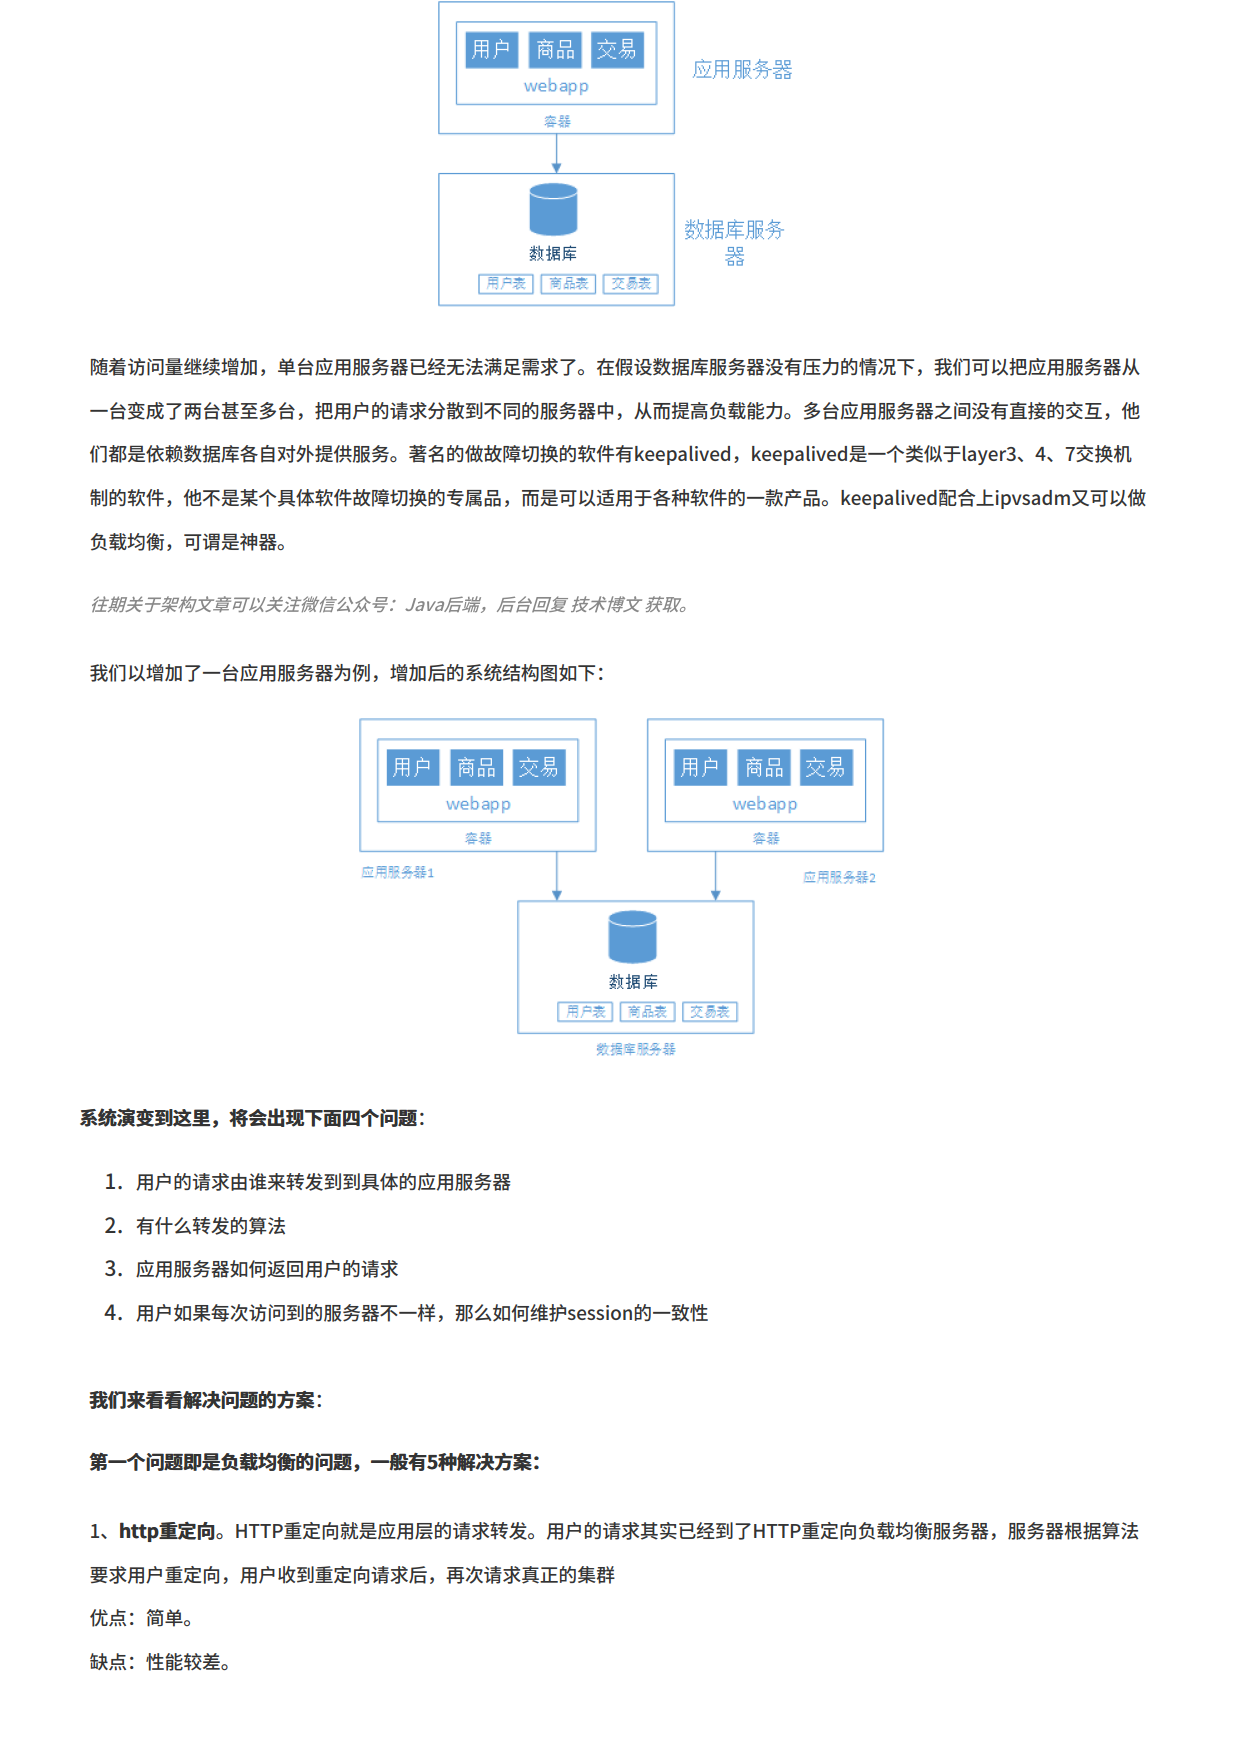 用户 商品 交易
webapp
容器
应用服务器
数据库
用户表 商品表 交易表
数据库服务
器
随着访问量继续增加，单台应用服务器已经无法满足需求了。在假设数据库服务器没有压力的情况下，我们可以把应用服务器从
一台变成了两台甚至多台，把用户的请求分散到不同的服务器中，从而提高负载能力。多台应用服务器之间没有直接的交互，他
们都是依赖数据库各自对外提供服务。著名的做故障切换的软件有keepalived，keepalived是一个类似于layer3、4、7交换机
制的软件，他不是某个具体软件故障切换的专属品，而是可以适用于各种软件的一款产品。keepalived配合上ipvsadm又可以做
负载均衡，可谓是神器。
往期关于架构文章可以关注微信公众号：Java后端，后台回复 技术博文 获取。
我们以增加了一台应用服务器为例，增加后的系统结构图如下：
用户 商品 交易
webapp
容器
应用服务器1
用户 商品 交易
webapp
容器
应用服务器2
数据库
用户表 商品表 交易表
数据库服务器
系统演变到这里，将会出现下面四个问题：
1. 用户的请求由谁来转发到到具体的应用服务器
2. 有什么转发的算法
3. 应用服务器如何返回用户的请求
4. 用户如果每次访问到的服务器不一样，那么如何维护session的一致性
我们来看看解决问题的方案：
第一个问题即是负载均衡的问题，一般有5种解决方案：
1、http重定向。HTTP重定向就是应用层的请求转发。用户的请求其实已经到了HTTP重定向负载均衡服务器，服务器根据算法
要求用户重定向，用户收到重定向请求后，再次请求真正的集群
优点：简单。
缺点：性能较差。